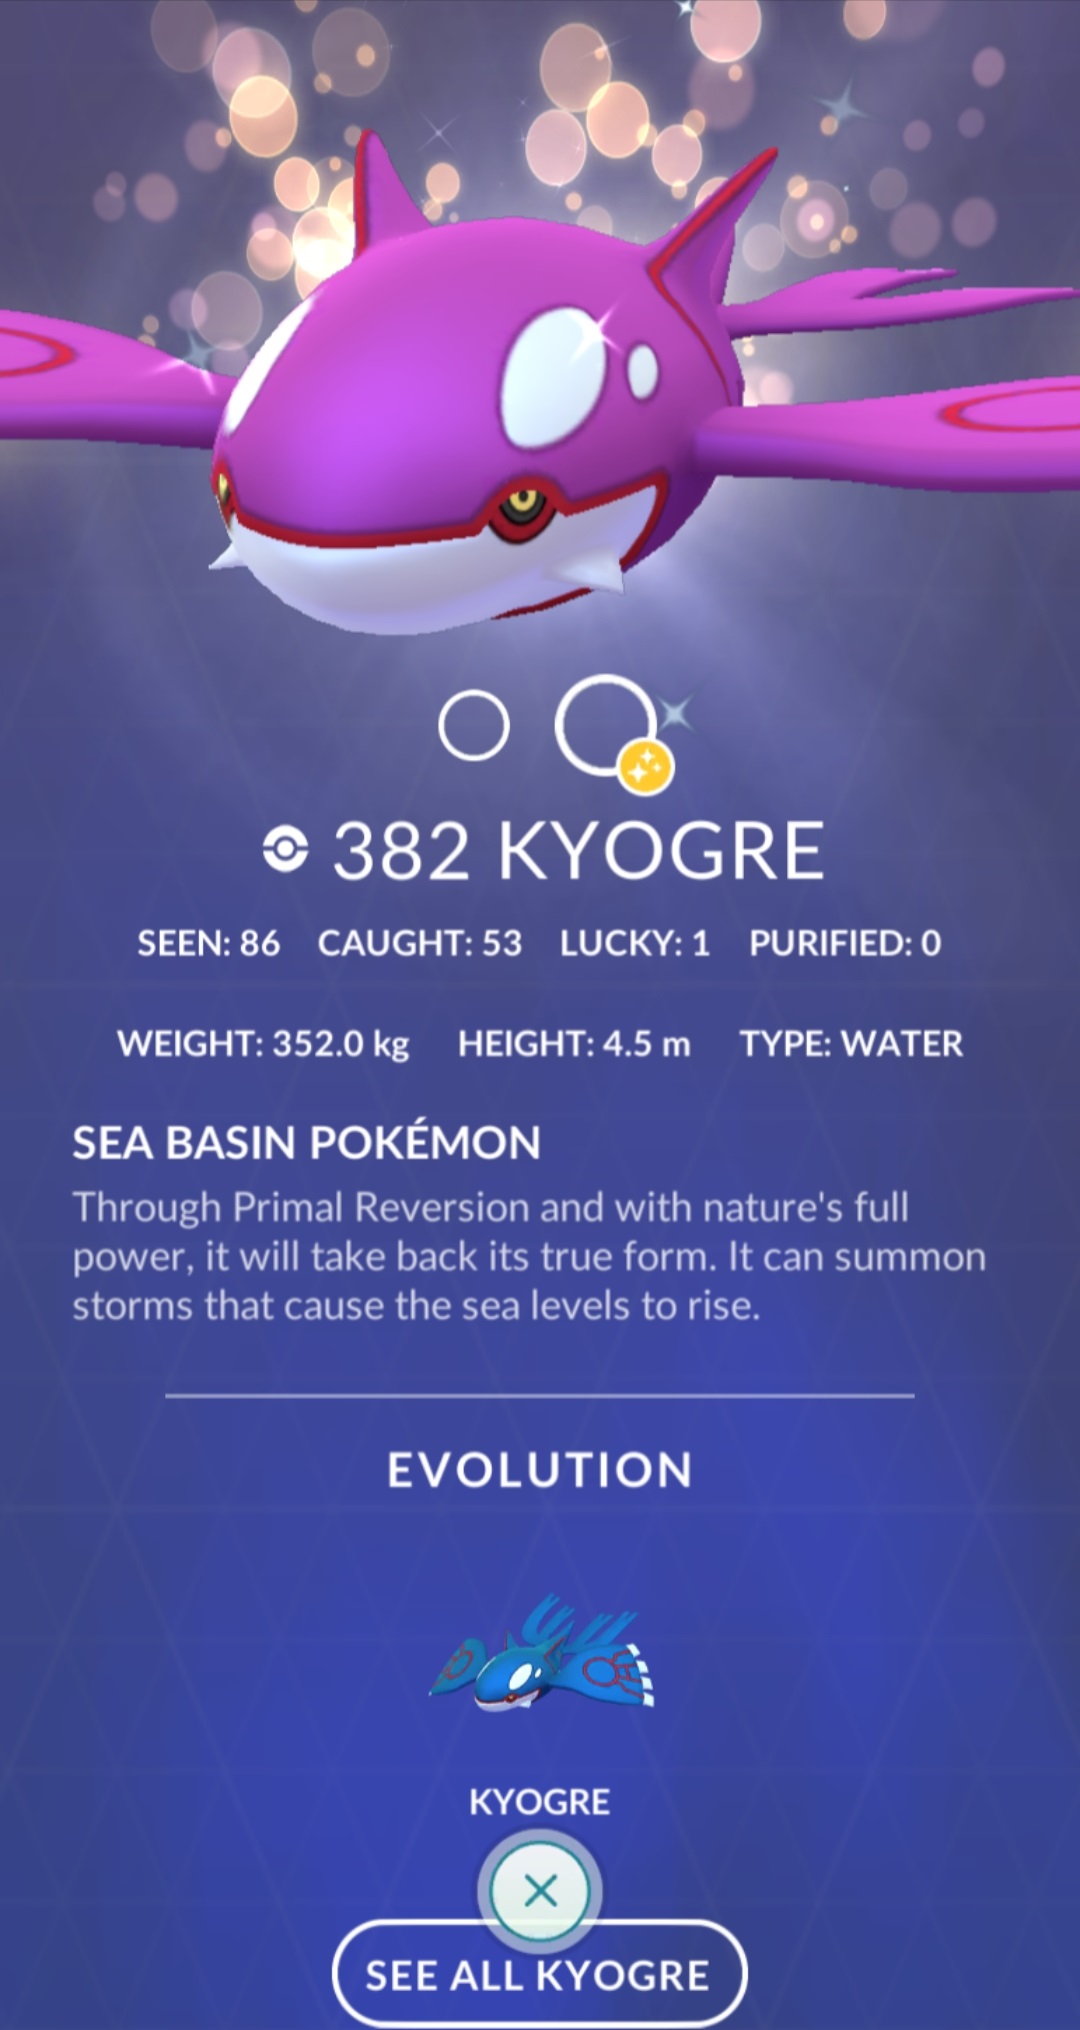 382 KYOGRE
SEEN: 86 CAUGHT: 53 LUCKY: 1 PURIFIED: 0
WEIGHT: 352.0 kg HEIGHT: 4.5 m TYPE: WATER
SEA BASIN POKÉMON
Through Primal Reversion and with nature's full
power, it will take back its true form. It can summon
storms that cause the sea levels to rise.
EVOLUTION
KYOGRE
SEE ALL KYOGRE